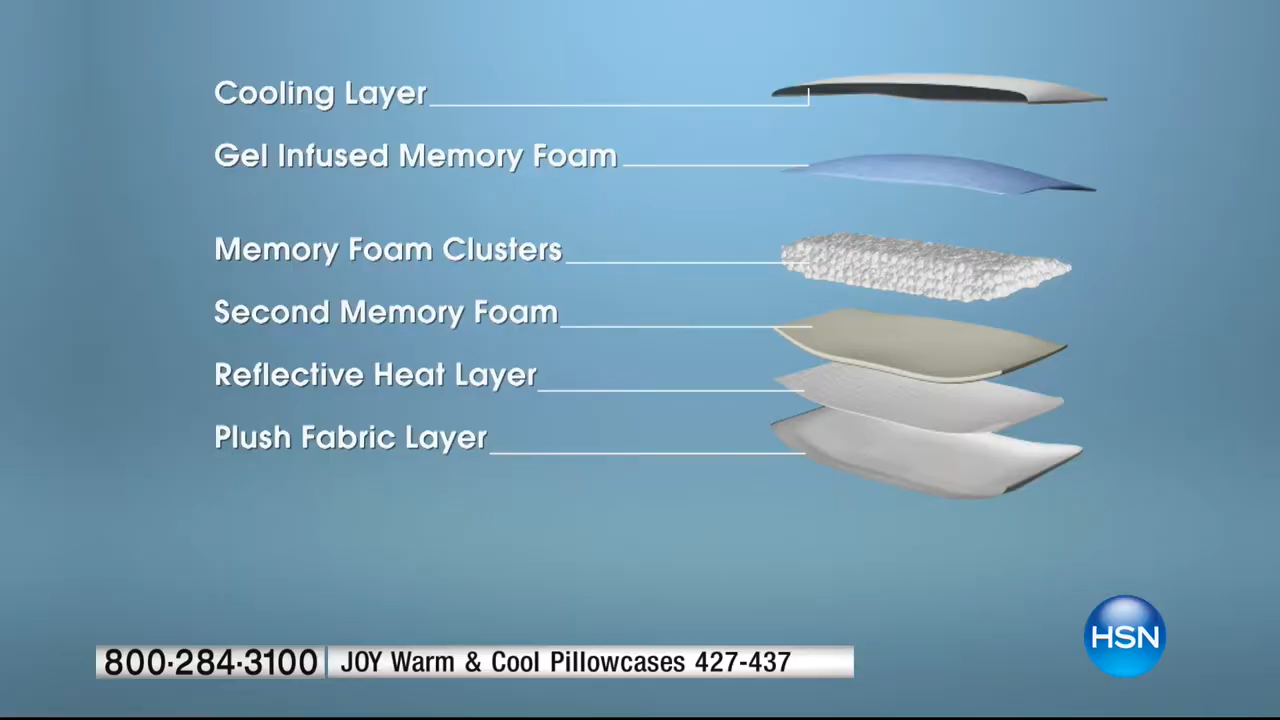 Cooling Layer
Gel Infused Memory Foam
Memory Foam Clusters
Second Memory Foam
Reflective Heat Layer
Plush Fabric Layer
HSN
800·284·3100 JOY Warm & Cool Pillowcases 427-437